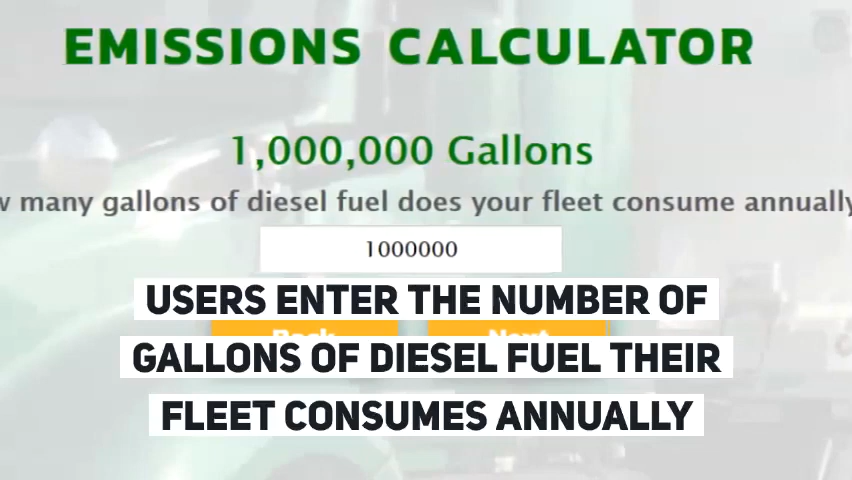 EMISSIONS CALCULATOR
1,000,000 Gallons
many gallons of diesel fuel does your fleet consume annually
1000000
USERS ENTER THE NUMBER OF
GALLONS OF DIESEL FUEL THEIR
FLEET CONSUMES ANNUALLY